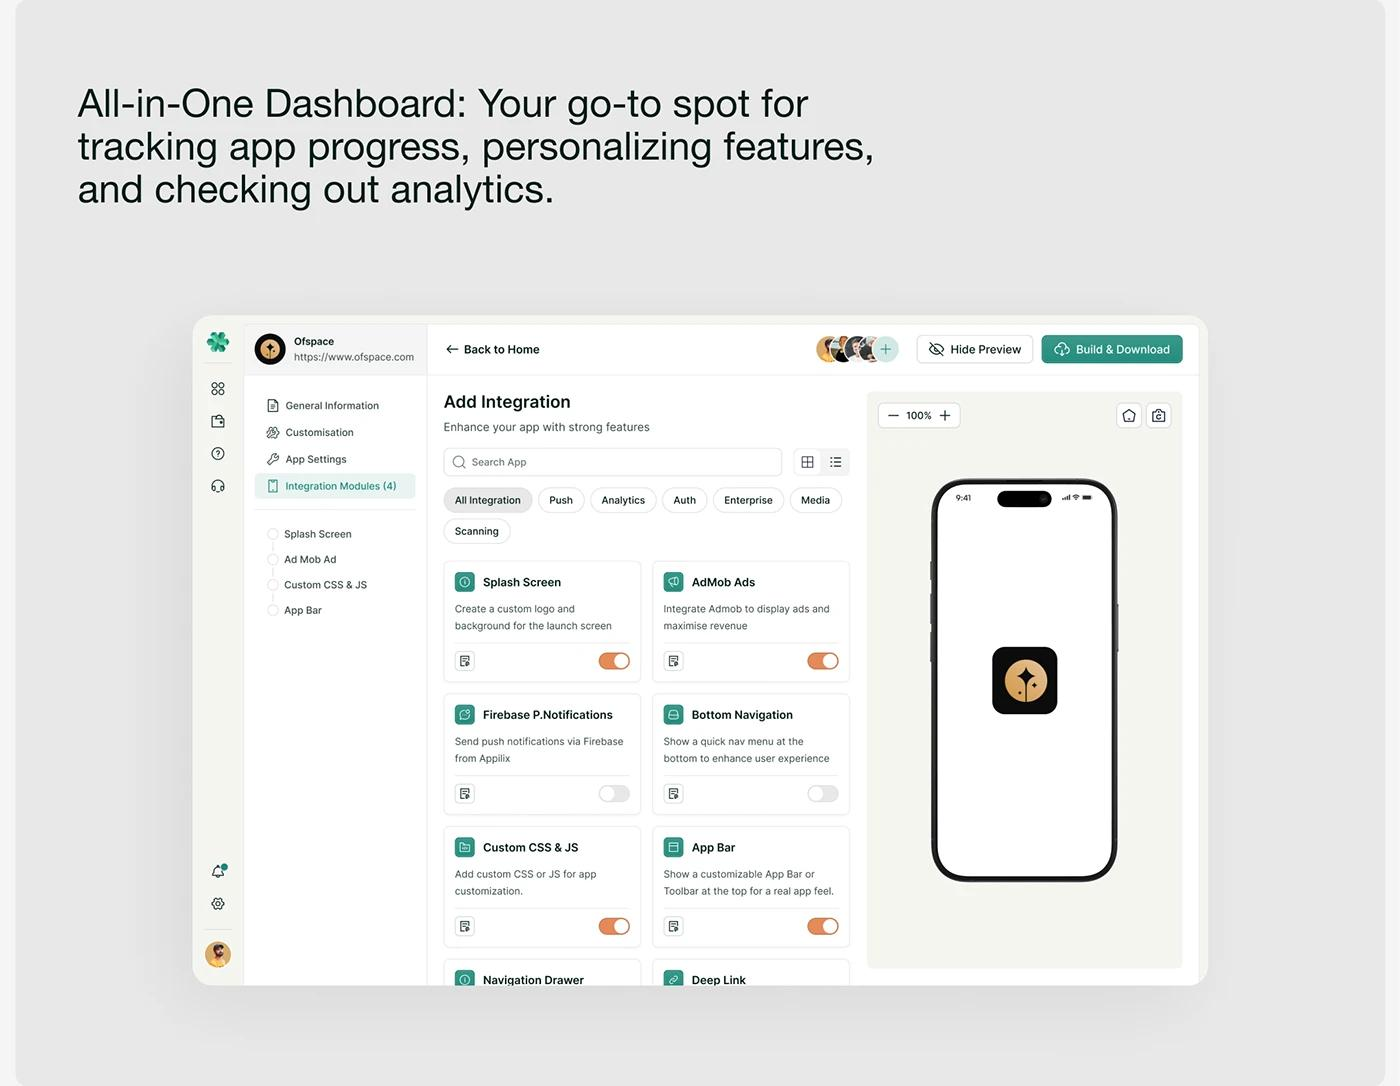 All-in-One Dashboard: Your go-to spot for
tracking app progress, personalizing features,
and checking out analytics.
Ofspace
https://www.ofspace.com
General Information
Customisation
App Settings
Integration Modules (4)
Splash Screen
Ad Mob Ad
Custom CSS & JS
App Bar
Back to Home
Hide Preview
Build & Download
Add Integration
Enhance your app with strong features
Search App
All Integration
Push
Analytics
Auth
Enterprise
Media
Scanning
Splash Screen
Create a custom logo and
background for the launch screen
AdMob Ads
Integrate Admob to display ads and
maximise revenue
Firebase P.Notifications
Send push notifications via Firebase
from Appilix
Bottom Navigation
Show a quick nav menu at the
bottom to enhance user experience
Custom CSS & JS
Add custom CSS or JS for app
customization.
App Bar
Show a customizable App Bar or
Toolbar at the top for a real app feel.
Navigation Drawer
Deep Link
100%
9:41